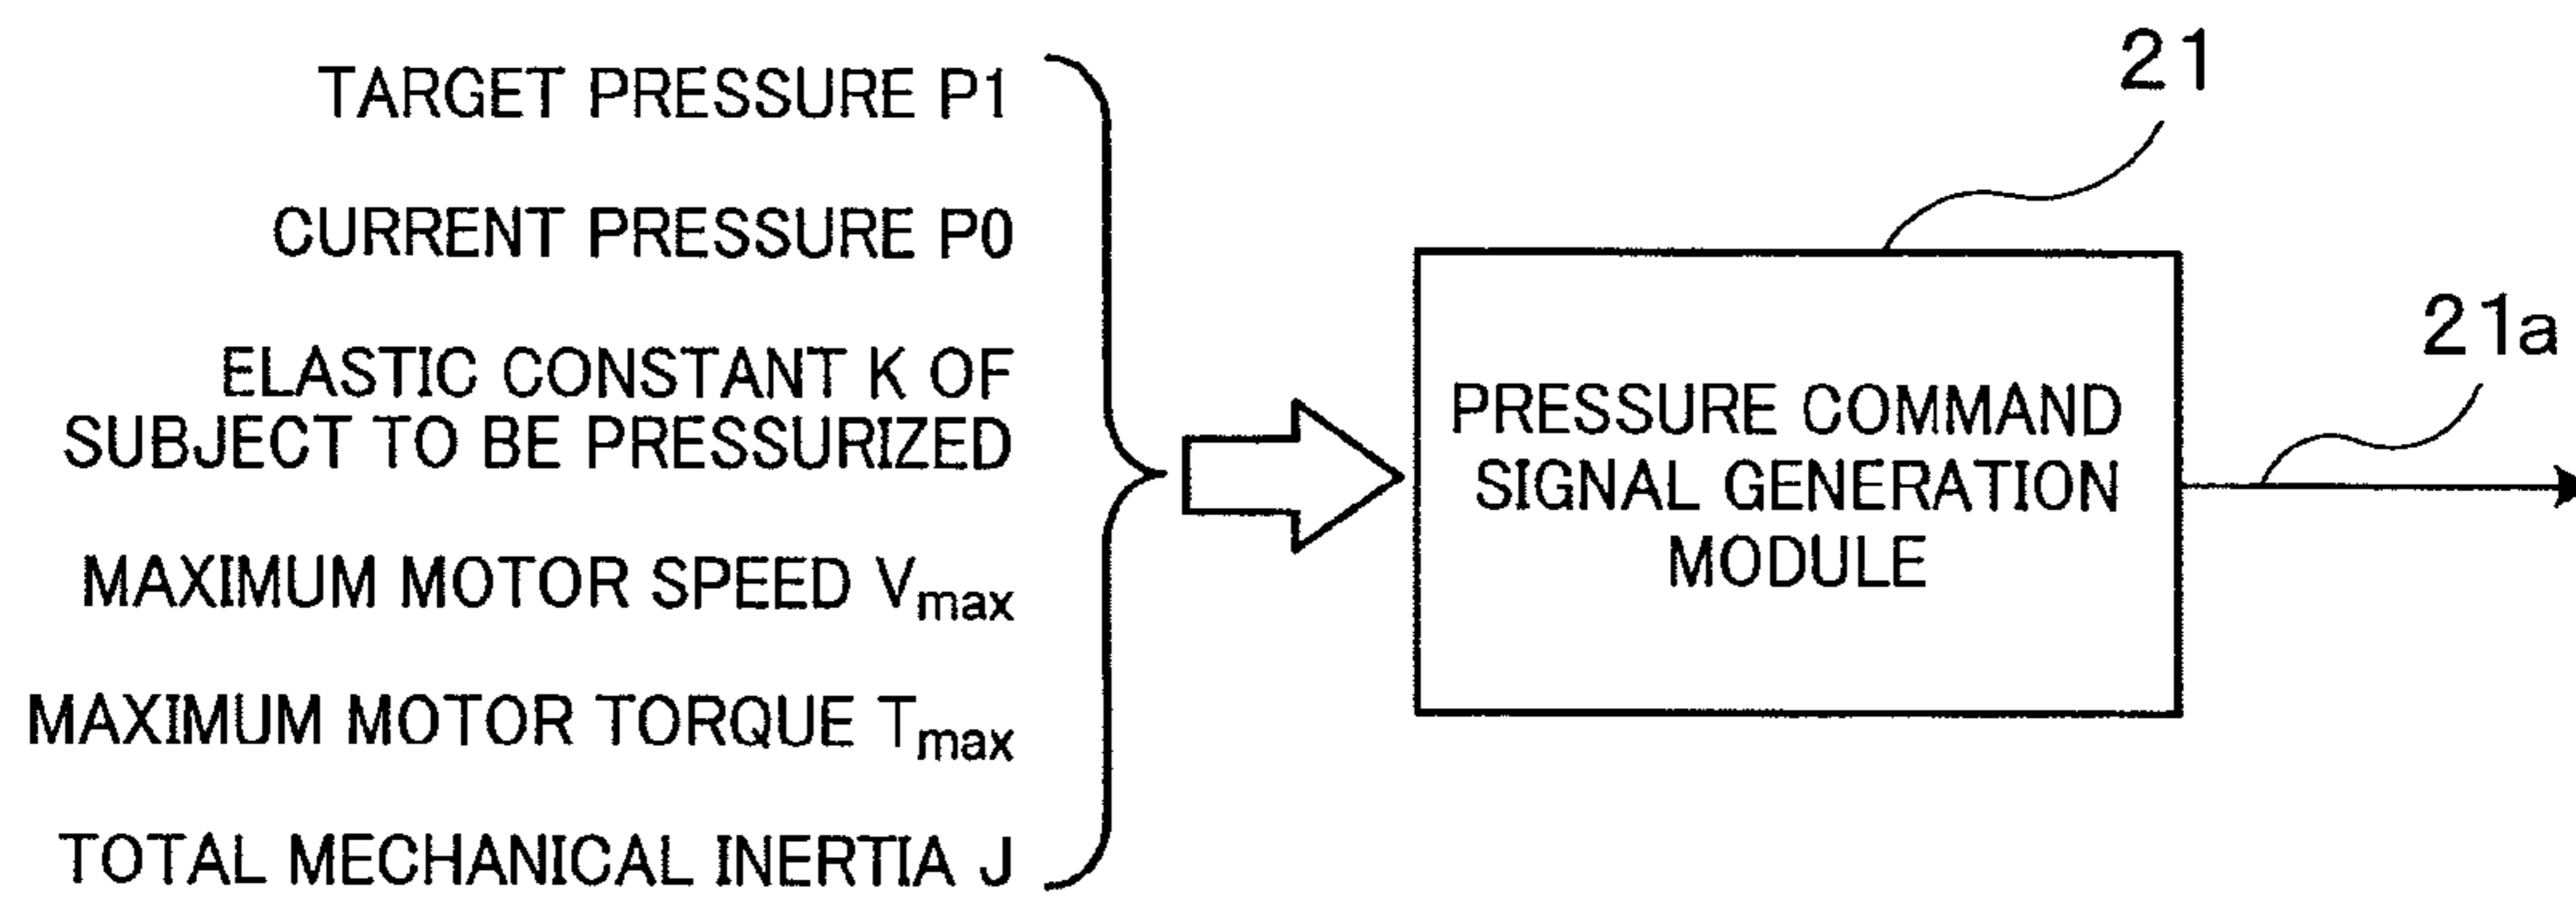 TARGET PRESSURE P1
CURRENT PRESSURE P0
ELASTIC CONSTANT K OF
SUBJECT TO BE PRESSURIZED
MAXIMUM MOTOR SPEED Vmax
MAXIMUM MOTOR TORQUE Tmax
TOTAL MECHANICAL INERTIA J
21
PRESSURE COMMAND
SIGNAL GENERATION
MODULE
21a